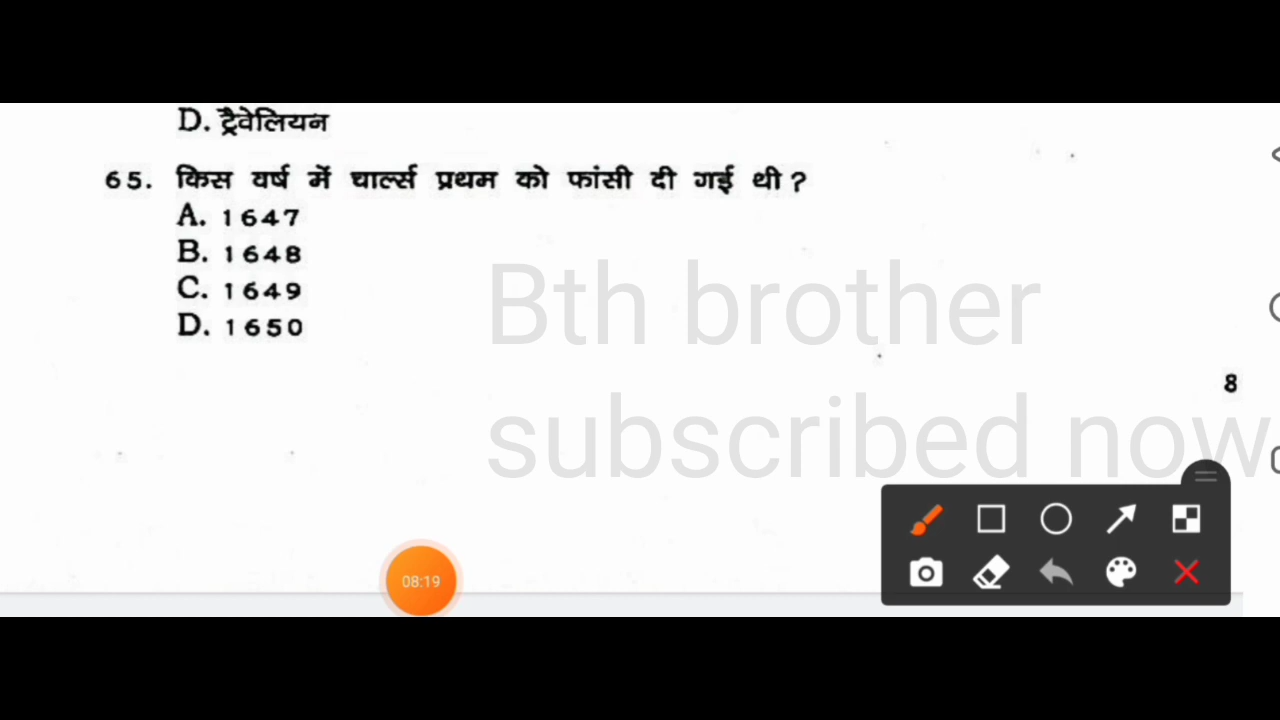 D. ट्रैवेलियन
65. किस वर्ष में चार्ल्स प्रथम को फांसी दी गई थी ?
A. 1647
B. 1648
C. 1649
D. 1650
Bth brother
8
subscribed now
08:19